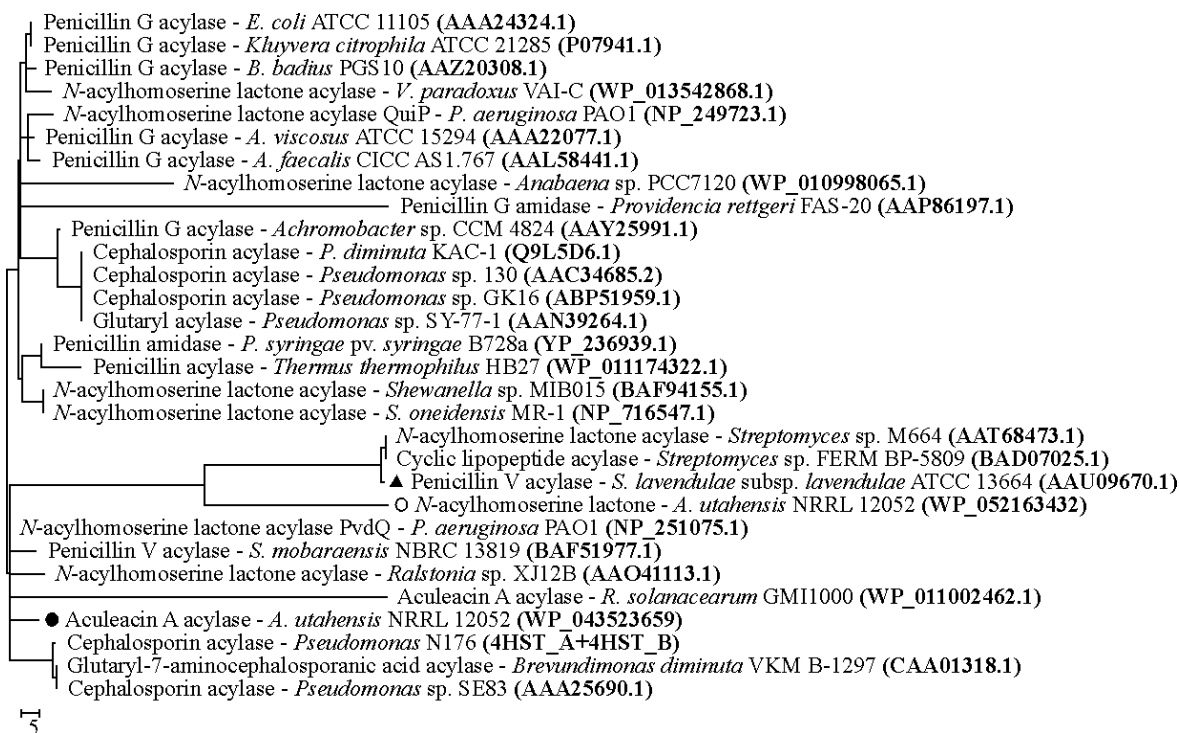 Penicillin G acylase - E. coli ATCC 11105 (AAA24324.1)
Penicillin G acylase - Kluyvera citrophila ATCC 21285 (P07941.1)
Penicillin G acylase - B. badius PGS10 (AAZ20308.1)
N-acylhomoserine lactone acylase - V. paradoxus VAI-C (WP_013542868.1)
N-acylhomoserine lactone acylase QuiP - P. aeruginosa PAO1 (NP_249723.1)
Penicillin G acylase - A. viscosus ATCC 15294 (AAA22077.1)
Penicillin G acylase - A. faecalis CICC AS1.767 (AAL58441.1)
N-acylhomoserine lactone acylase - Anabaena sp. PCC7120 (WP_010998065.1)
Penicillin G amidase - Providencia rettgeri FAS-20 (AAP86197.1)
Penicillin G acylase - Achromobacter sp. CCM 4824 (AAY25991.1)
Cephalosporin acylase - P. diminuta KAC-1 (Q9L5D6.1)
Cephalosporin acylase - Pseudomonas sp. 130 (AAC34685.2)
Cephalosporin acylase - Pseudomonas sp. GK16 (ABP51959.1)
Glutaryl acylase - Pseudomonas sp. SY-77-1 (AAN39264.1)
Penicillin amidase - P. syringae pv. syringae B728a (YP_236939.1)
Penicillin acylase - Thermus thermophilus HB27 (WP_011174322.1)
N-acylhomoserine lactone acylase - Shewanella sp. MIB015 (BAF94155.1)
N-acylhomoserine lactone acylase - S. oneidensis MR-1 (NP_716547.1)
N-acylhomoserine lactone acylase - Streptomyces sp. M664 (AAT68473.1)
Cyclic lipopeptide acylase - Streptomyces sp. FERM BP-5809 (BAD07025.1)
Penicillin V acylase - S. lavendulae subsp. lavendulae ATCC 13664 (AAU09670.1)
N-acylhomoserine lactone - A. utahensis NRRL 12052 (WP_052163432)
N-acylhomoserine lactone acylase PvdQ - P. aeruginosa PAO1 (NP_251075.1)
Penicillin V acylase - S. mobaraensis NBRC 13819 (BAF51977.1)
N-acylhomoserine lactone acylase - Ralstonia sp. XJ12B (AAO41113.1)
Aculeacin A acylase - R. solanacearum GMI1000 (WP_011002462.1)
Aculeacin A acylase - A. utahensis NRRL 12052 (WP_043523659)
Cephalosporin acylase - Pseudomonas N176 (4HST_A+4HST_B)
Glutaryl-7-aminocephalosporanic acid acylase - Brevundimonas diminuta VKM B-1297 (CAA01318.1)
Cephalosporin acylase - Pseudomonas sp. SE83 (AAA25690.1)
5